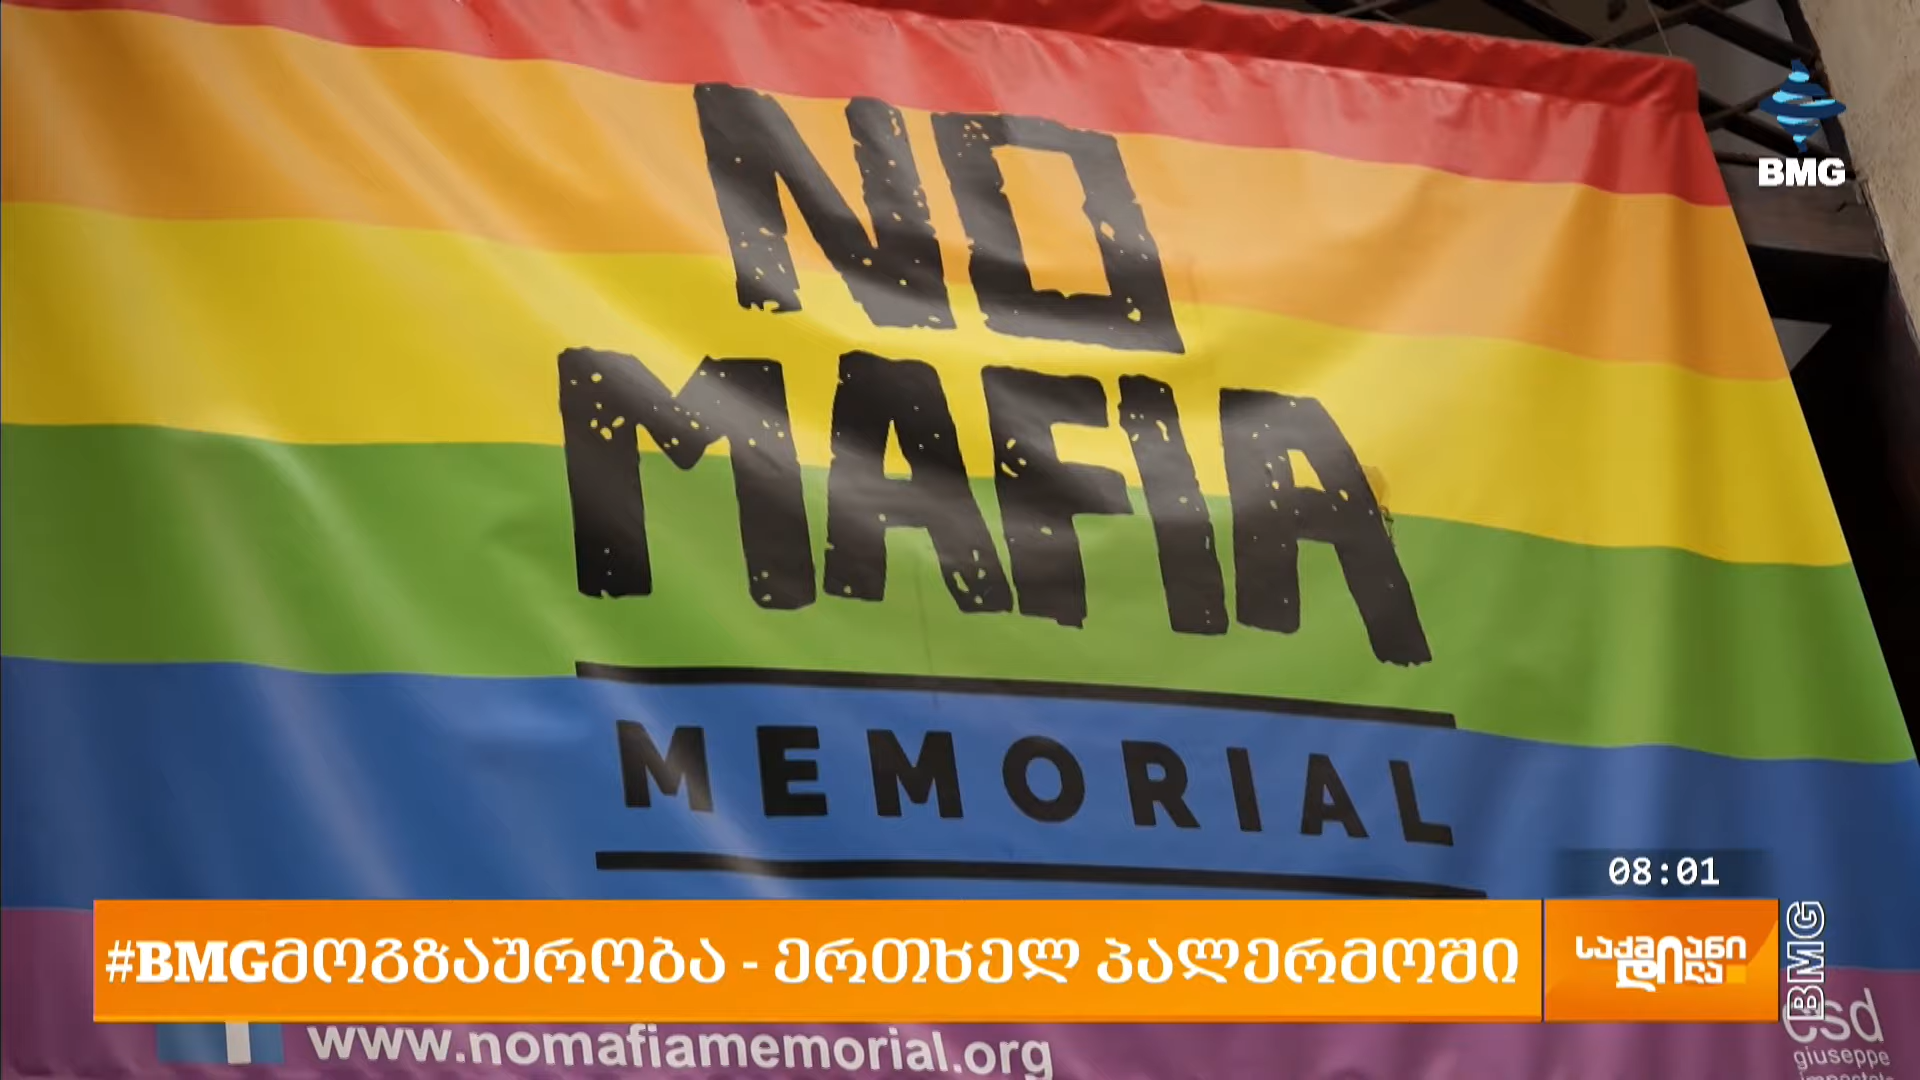 NO
MAFIA
MEMORIAL
BMG
08:01
#BMGმოგზაურობა - ერთხელ პალერმოში
საქმიანი
დილა
BMG
www.nomafiamemorial.org
csd
giuseppe